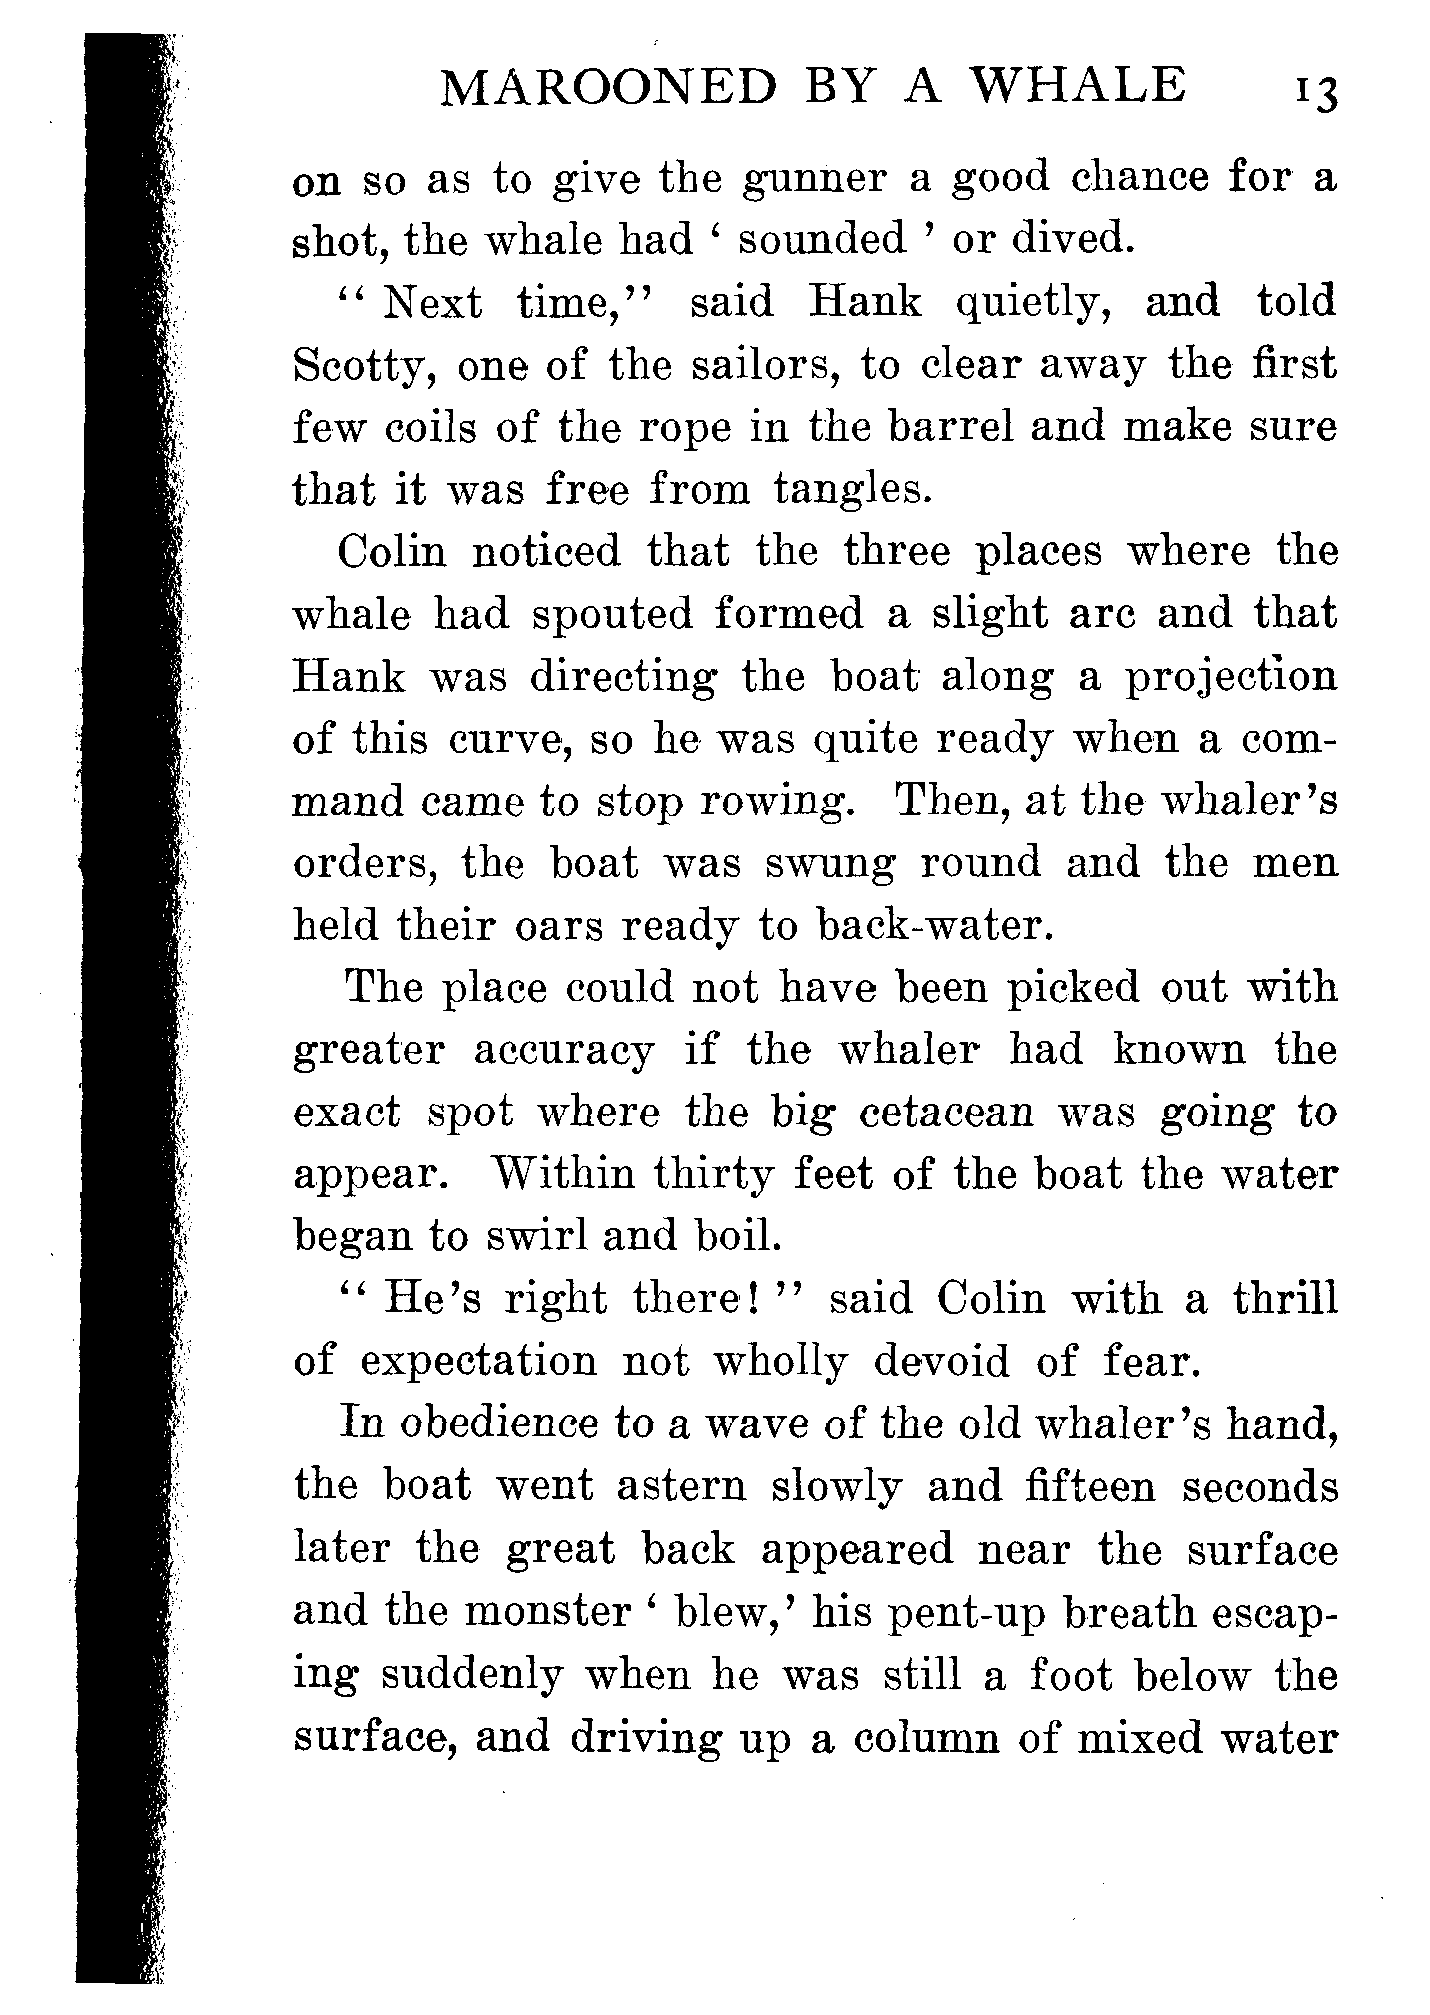 MAROONED BY A WHALE 13
on so as to give the gunner a good chance for a
shot, the whale had ‘ sounded ’ or dived.
“ Next time,” said Hank quietly, and told
Scotty, one of the sailors, to clear away the first
few coils of the rope in the barrel and make sure
that it was free from tangles.
Colin noticed that the three places where the
whale had spouted formed a slight arc and that
Hank was directing the boat along a projection
of this curve, so he was quite ready when a com-
mand came to stop rowing. Then, at the whaler’s
orders, the boat was swung round and the men
held their oars ready to back-water.
The place could not have been picked out with
greater accuracy if the whaler had known the
exact spot where the big cetacean was going to
appear. Within thirty feet of the boat the water
began to swirl and boil.
“ He’s right there! ” said Colin with a thrill
of expectation not wholly devoid of fear.
In obedience to a wave of the old whaler’s hand,
the boat went astern slowly and fifteen seconds
later the great back appeared near the surface
and the monster ‘ blew,’ his pent-up breath escap-
ing suddenly when he was still a foot below the
surface, and driving up a column of mixed water